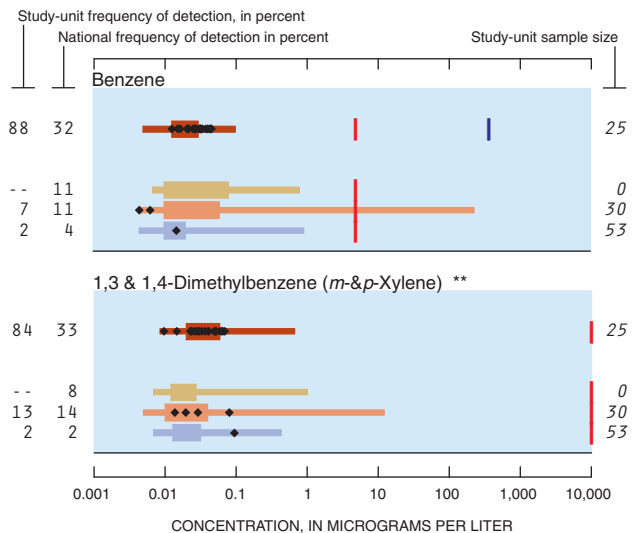 Study-unit frequency of detection, in percent
National frequency of detection in percent
Study-unit sample size
Benzene
88 32 25
-- 11 0
7 11 30
2 4 53
1,3 & 1,4-Dimethylbenzene (m-&p-Xylene) **
84 33 25
-- 8 0
13 14 30
2 2 53
0.001 0.01 0.1 1 10 100 1,000 10,000
CONCENTRATION, IN MICROGRAMS PER LITER